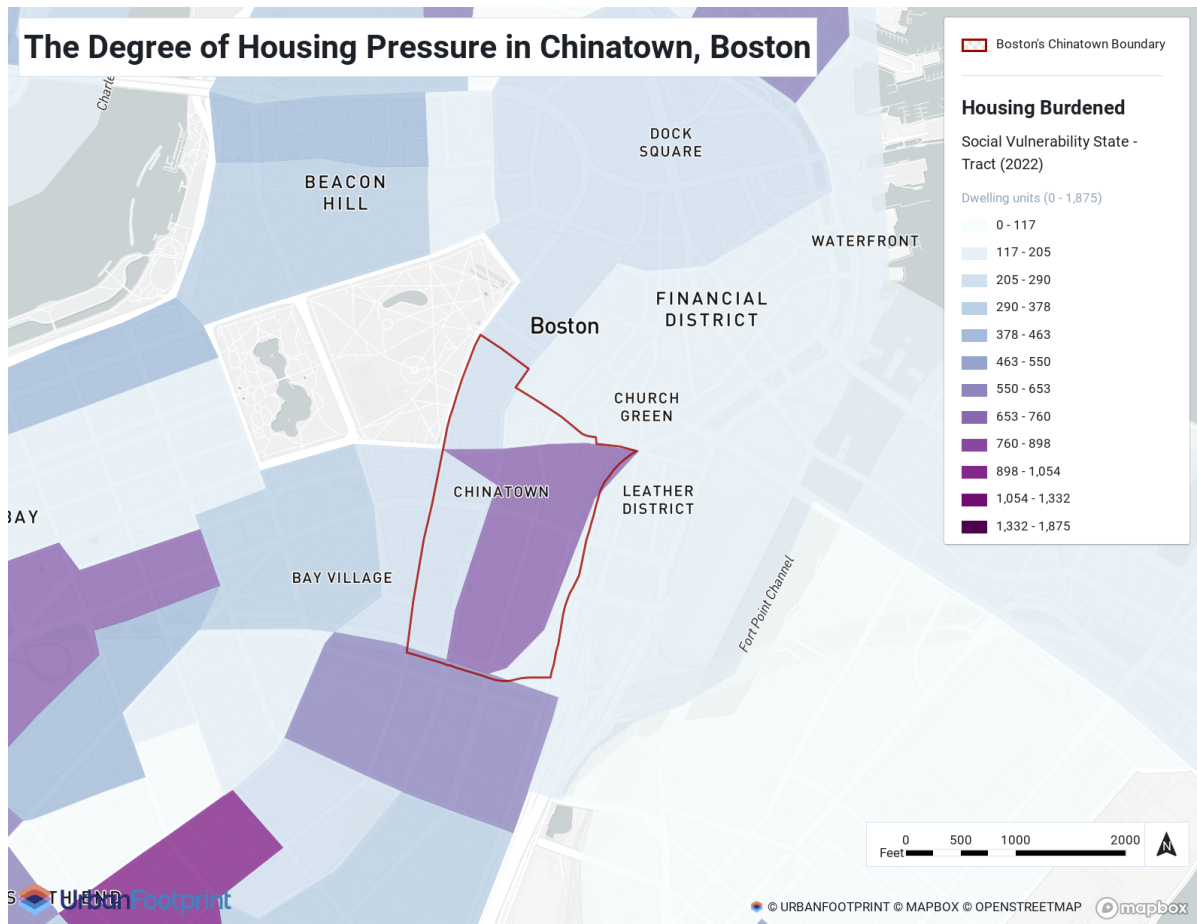 The Degree of Housing Pressure in Chinatown, Boston
Charle
BEACON
HILL
DOCK
SQUARE
WATERFRONT
FINANCIAL
DISTRICT
Boston
CHURCH
GREEN
CHINATOWN
LEATHER
DISTRICT
BAY
BAY VILLAGE
Fort Point Channel
S
TH END
UrbanFootprint
Boston's Chinatown Boundary
Housing Burdened
Social Vulnerability State -
Tract (2022)
Dwelling units (0 - 1,875)
0 - 117
117 - 205
205 - 290
290 - 378
378 - 463
463 - 550
550 - 653
653 - 760
760 - 898
898 - 1,054
1,054 - 1,332
1,332 - 1,875
0 500 1000 2000
Feet
N
© URBANFOOTPRINT © MAPBOX © OPENSTREETMAP
mapbox